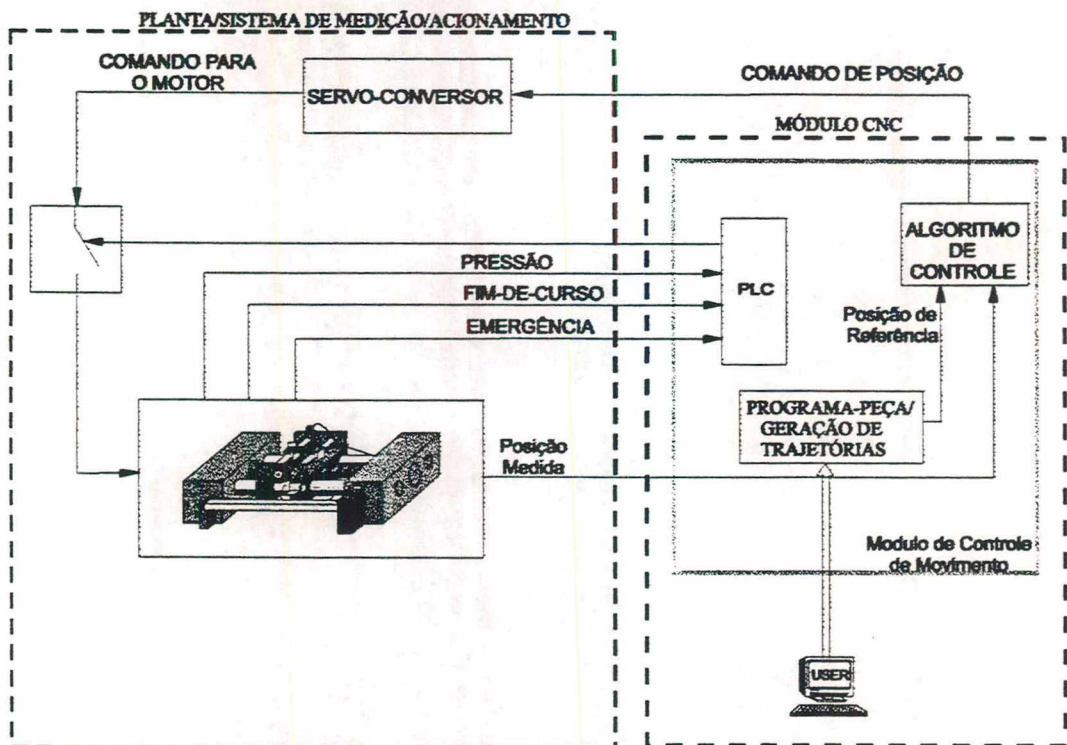 PLANTA/SISTEMA DE MEDIÇÃO/ACIONAMENTO
COMANDO PARA
O MOTOR
SERVO-CONVERSOR
COMANDO DE POSIÇÃO
MÓDULO CNC
ALGORITMO
DE
CONTROLE
PLC
PRESSÃO
FIM-DE-CURSO
EMERGÊNCIA
Posição de
Referência
PROGRAMA-PEÇA/
GERAÇÃO DE
TRAJETÓRIAS
Posição
Medida
Modulo de Controle
de Movimento
USER